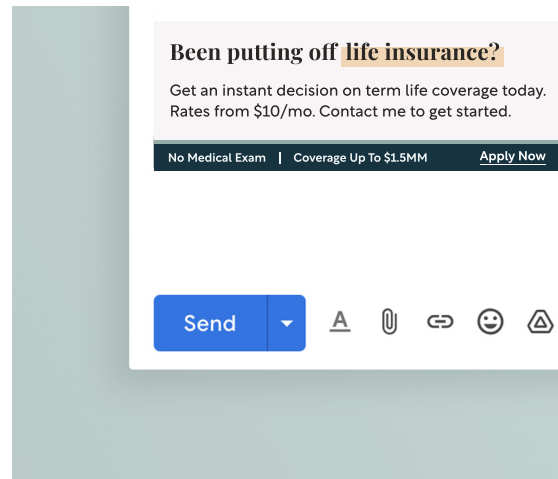 Been putting off life insurance?
Get an instant decision on term life coverage today.
Rates from $10/mo. Contact me to get started.
No Medical Exam | Coverage Up To $1.5MM Apply Now
Send A